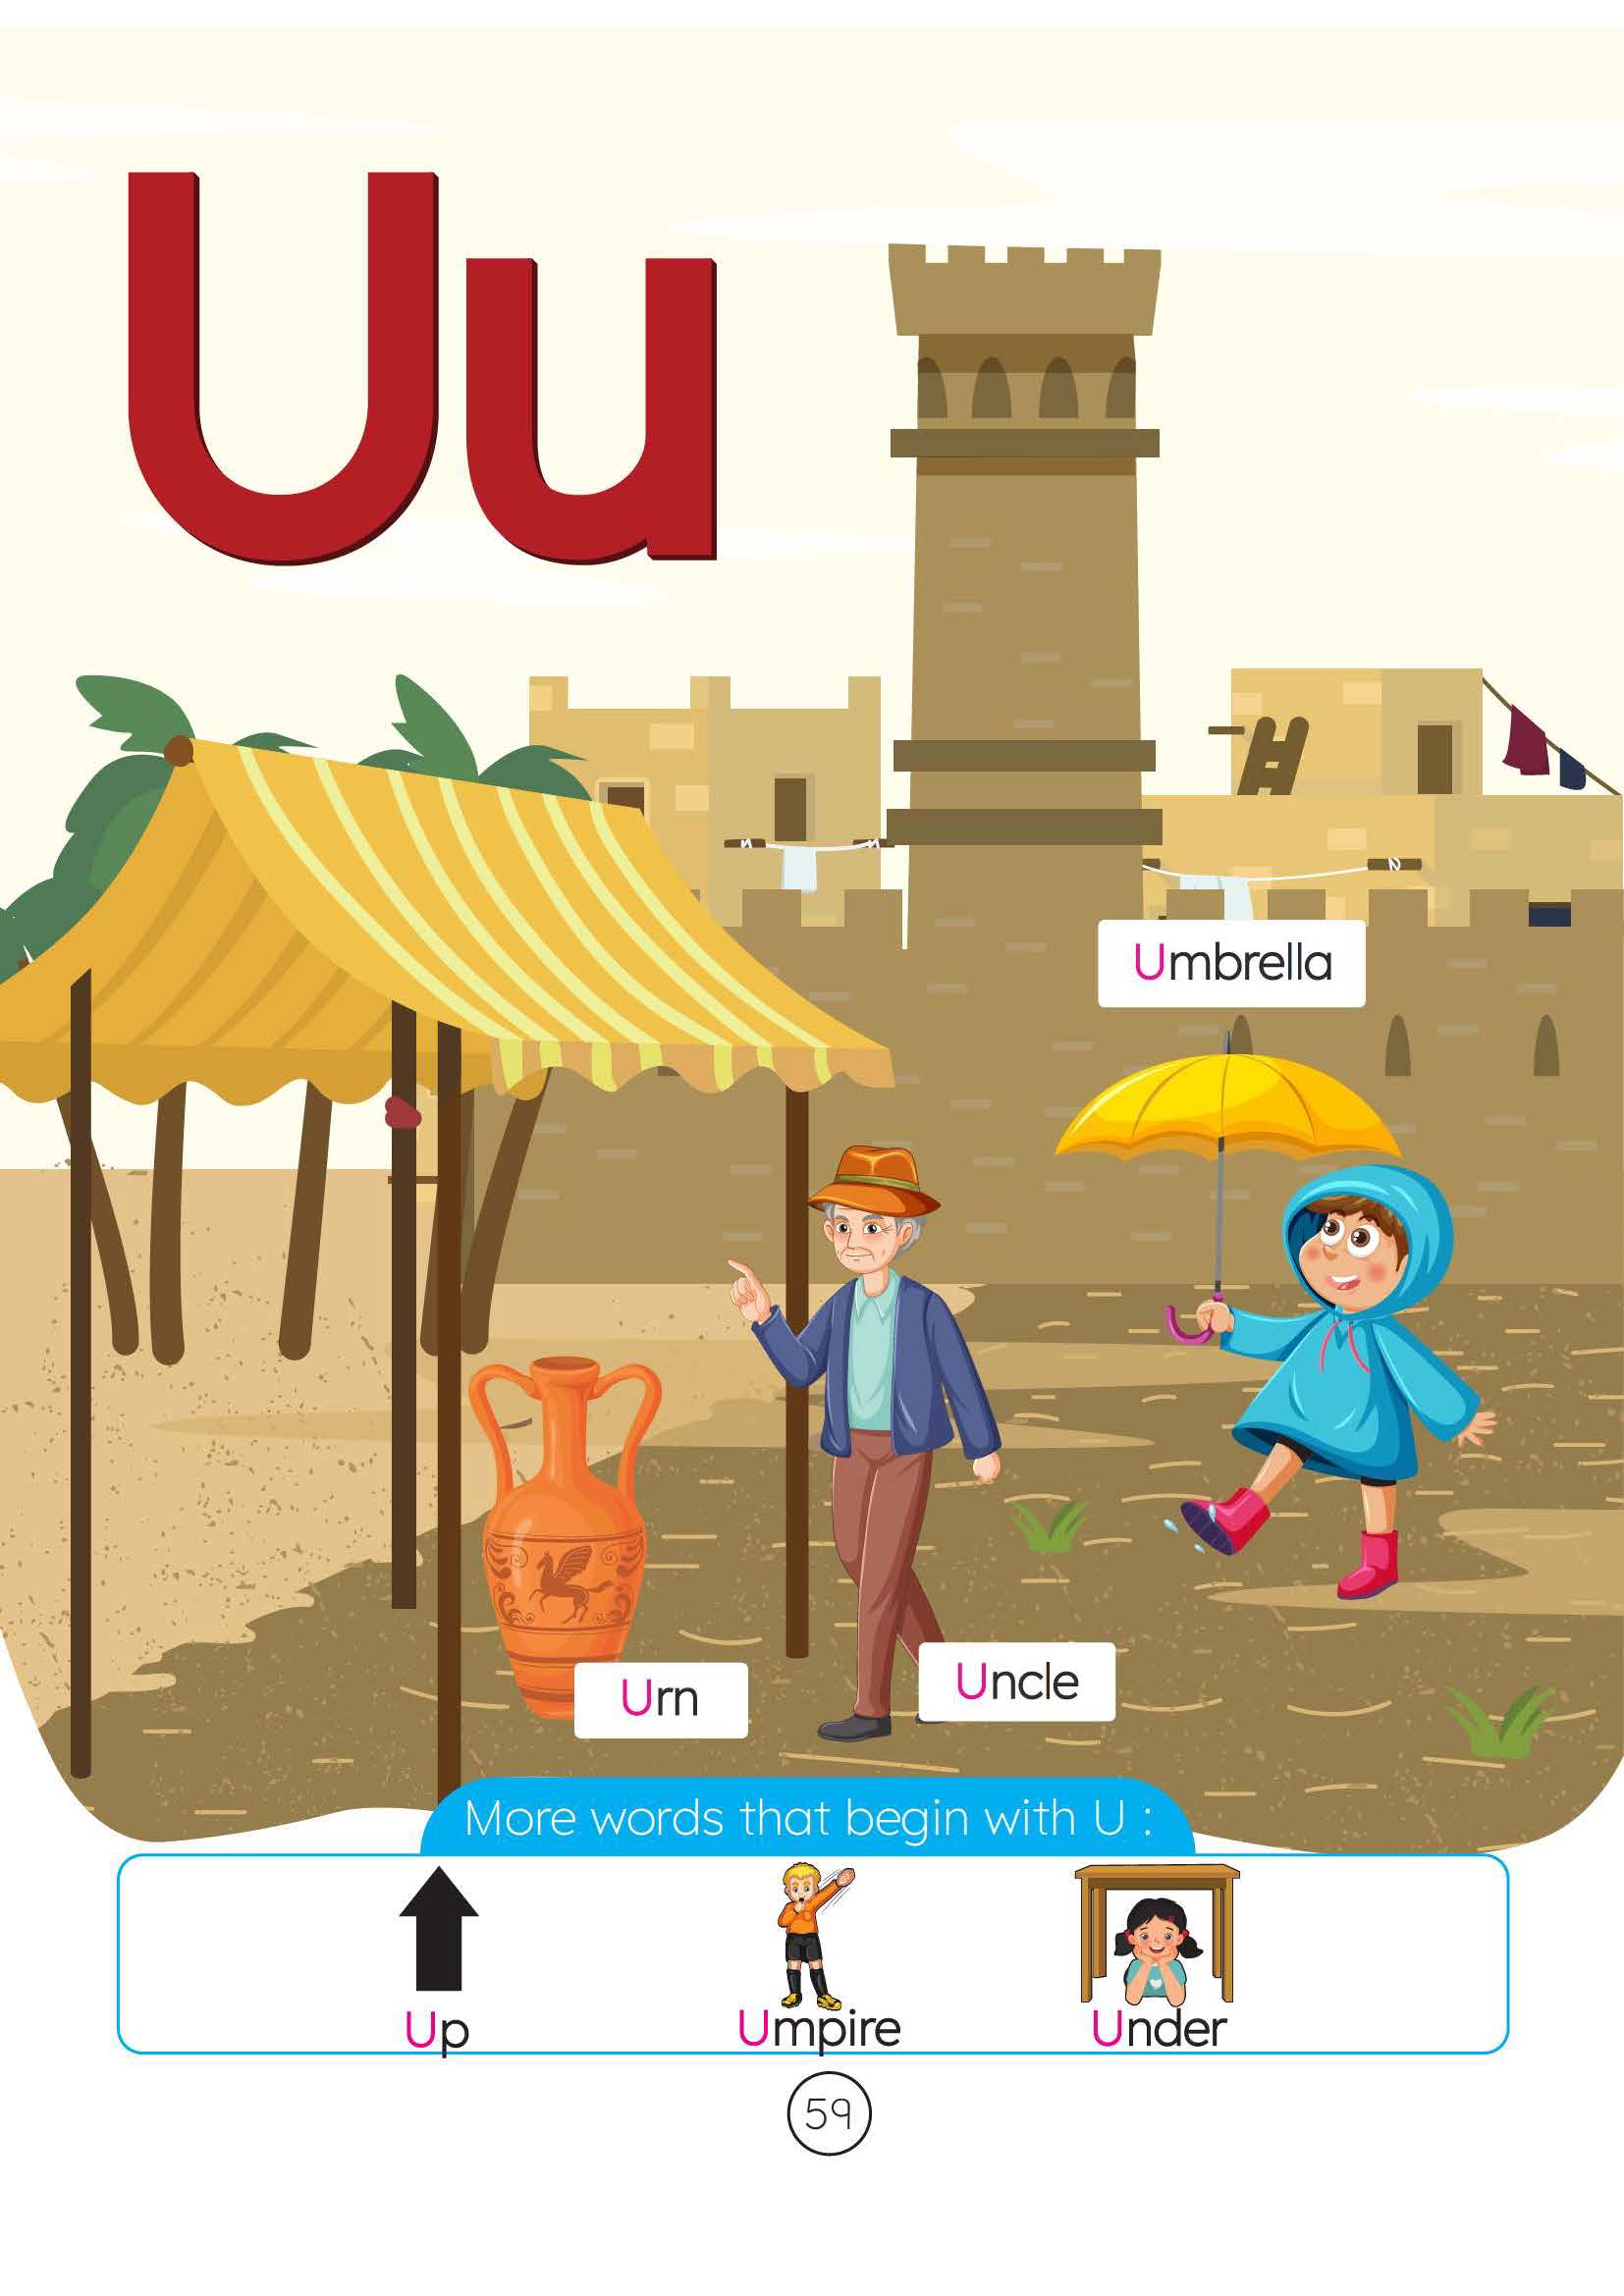 Uu
Umbrella
Urn
Uncle
More words that begin with U :
Up
Umpire
Under
59